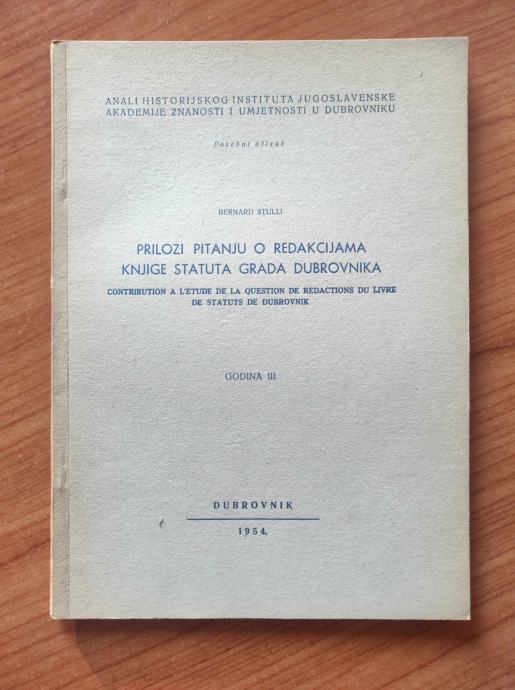 ANALI HISTORIJSKOG INSTITUTA JUGOSLAVENSKE
AKADEMIJE ZNANOSTI I UMJETNOSTI U DUBROVNIKU
Posebni otisak
BERNARD STULLI
PRILOZI PITANJU O REDAKCIJAMA
KNJIGE STATUTA GRADA DUBROVNIKA
CONTRIBUTION A L'ETUDE DE LA QUESTION DE REDACTIONS DU LIVRE
DE STATUTS DE DUBROVNIK
GODINA III.
DUBROVNIK
1954.